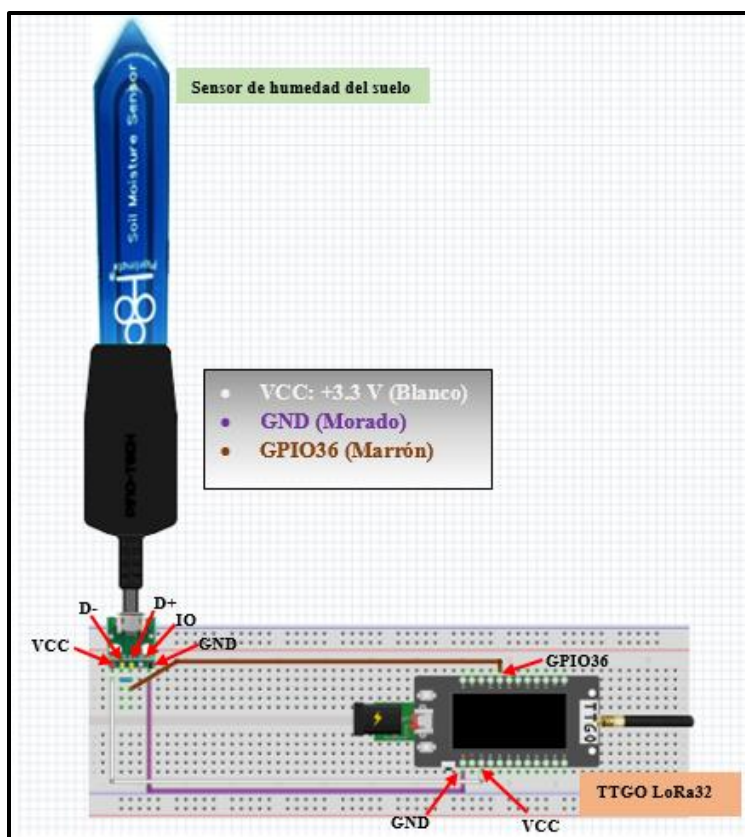 Sensor de humedad del suelo
Soil Moisture Sensor
• VCC: +3.3 V (Blanco)
• GND (Morado)
• GPIO36 (Marrón)
D-
D+
IO
VCC
GND
GPIO36
TTGO
TTGO LoRa32
GND
VCC